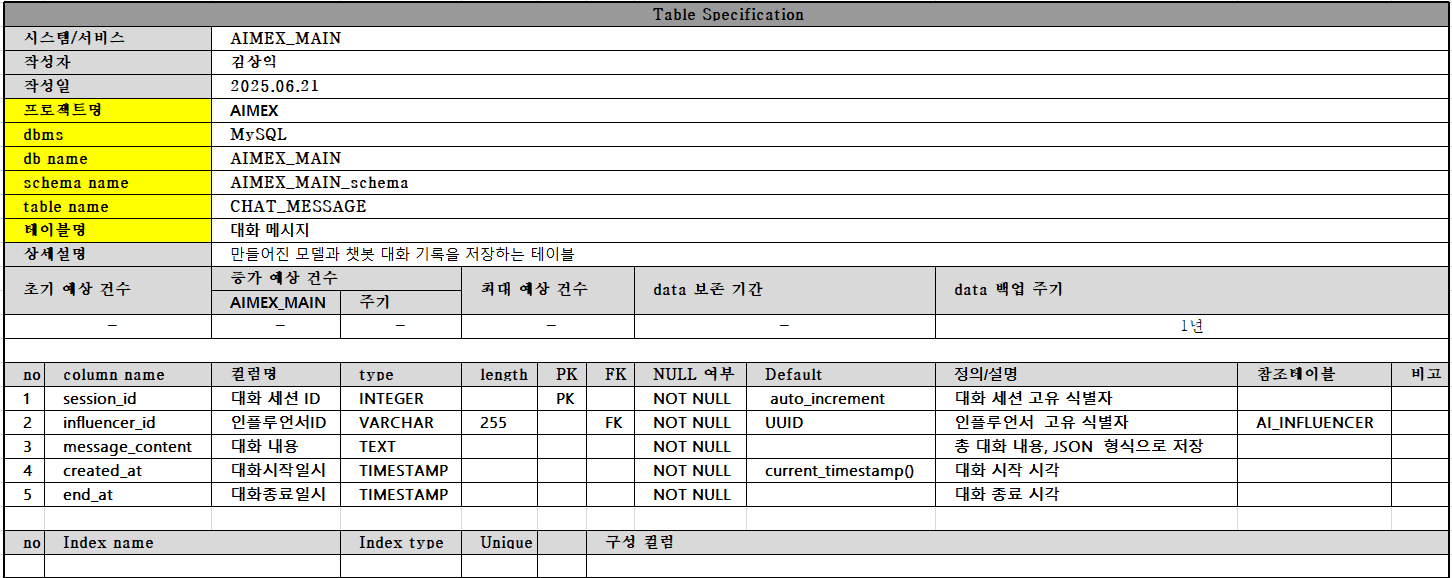 Table Specification
시스템/서비스 AIMEX_MAIN
작성자 김상익
작성일 2025.06.21
프로젝트명 AIMEX
dbms MySQL
db name AIMEX_MAIN
schema name AIMEX_MAIN_schema
table name CHAT_MESSAGE
테이블명 대화 메시지
상세설명 만들어진 모델과 챗봇 대화 기록을 저장하는 테이블
초기 예상 건수 증가 예상 건수 최대 예상 건수 data 보존 기간 data 백업 주기
AIMEX_MAIN 주기
– – – – – 1년
no column name 컬럼명 type length PK FK NULL 여부 Default 정의/설명 참조테이블 비고
1 session_id 대화 세션 ID INTEGER PK NOT NULL auto_increment 대화 세션 고유 식별자
2 influencer_id 인플루언서ID VARCHAR 255 FK NOT NULL UUID 인플루언서 고유 식별자 AI_INFLUENCER
3 message_content 대화 내용 TEXT NOT NULL 총 대화 내용, JSON 형식으로 저장
4 created_at 대화시작일시 TIMESTAMP NOT NULL current_timestamp() 대화 시작 시각
5 end_at 대화종료일시 TIMESTAMP NOT NULL 대화 종료 시각
no Index name Index type Unique 구성 컬럼